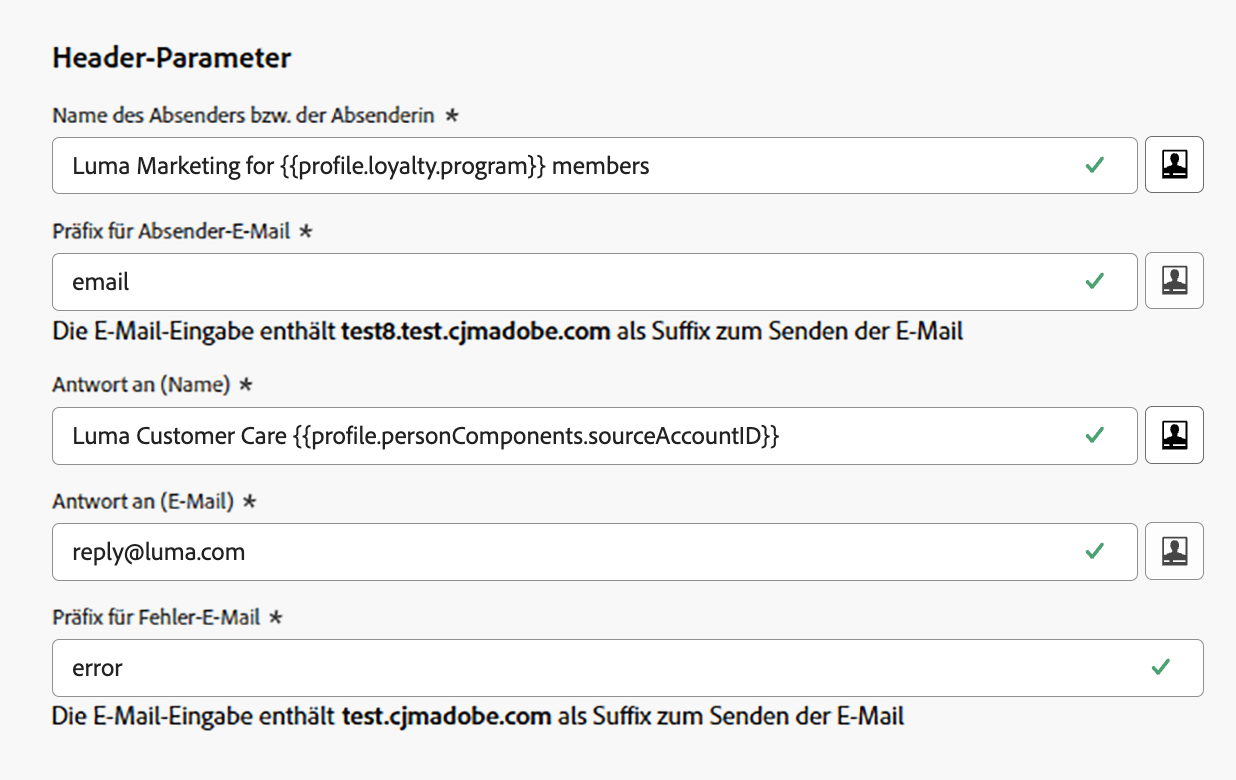 Header-Parameter
Name des Absenders bzw. der Absenderin *
Luma Marketing for {{profile.loyalty.program}} members
Präfix für Absender-E-Mail *
email
Die E-Mail-Eingabe enthält test8.test.cjmadobe.com als Suffix zum Senden der E-Mail
Antwort an (Name) *
Luma Customer Care {{profile.personComponents.sourceAccountID}}
Antwort an (E-Mail) *
reply@luma.com
Präfix für Fehler-E-Mail *
error
Die E-Mail-Eingabe enthält test.cjmadobe.com als Suffix zum Senden der E-Mail